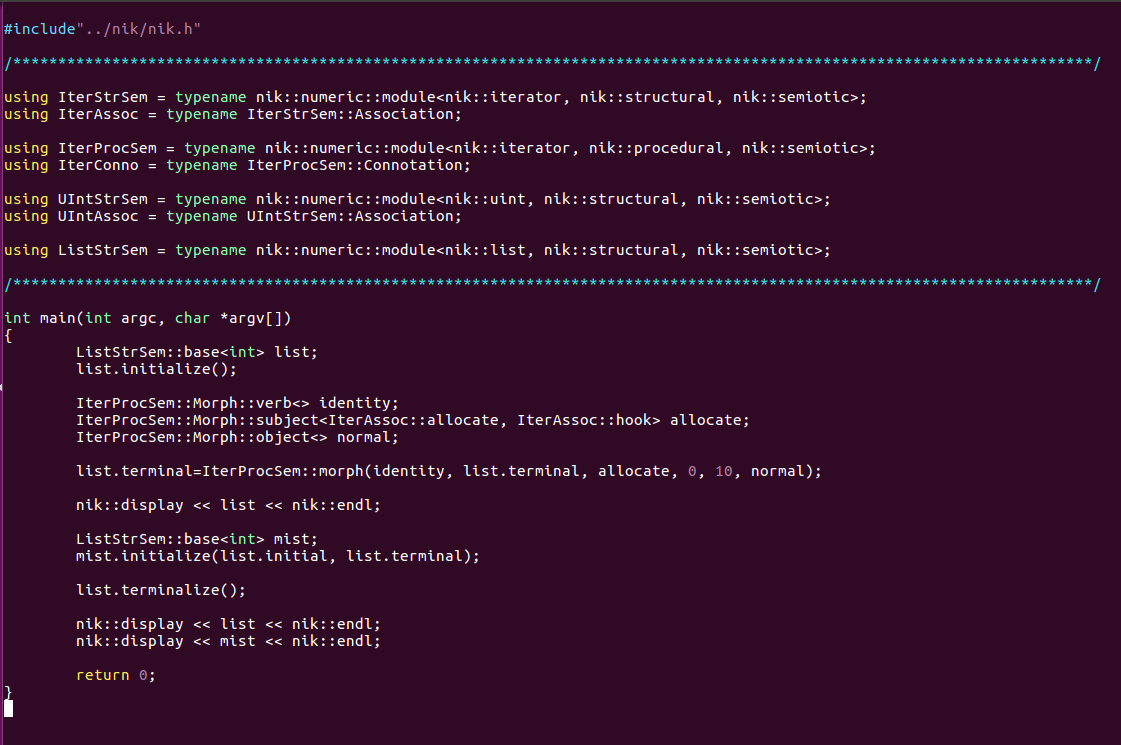 #include"../nik/nik.h"
/************************************************************************************************************************/
using IterStrSem = typename nik::numeric::module<nik::iterator, nik::structural, nik::semiotic>;
using IterAssoc = typename IterStrSem::Association;
using IterProcSem = typename nik::numeric::module<nik::iterator, nik::procedural, nik::semiotic>;
using IterConno = typename IterProcSem::Connotation;
using UIntStrSem = typename nik::numeric::module<nik::uint, nik::structural, nik::semiotic>;
using UIntAssoc = typename UIntStrSem::Association;
using ListStrSem = typename nik::numeric::module<nik::list, nik::structural, nik::semiotic>;
/************************************************************************************************************************/
int main(int argc, char *argv[])
{
	ListStrSem::base<int> list;
	list.initialize();
	IterProcSem::Morph::verb<> identity;
	IterProcSem::Morph::subject<IterAssoc::allocate, IterAssoc::hook> allocate;
	IterProcSem::Morph::object<> normal;
	list.terminal=IterProcSem::morph(identity, list.terminal, allocate, 0, 10, normal);
	nik::display << list << nik::endl;
	ListStrSem::base<int> mist;
	mist.initialize(list.initial, list.terminal);
	list.terminalize();
	nik::display << list << nik::endl;
	nik::display << mist << nik::endl;
	return 0;
}